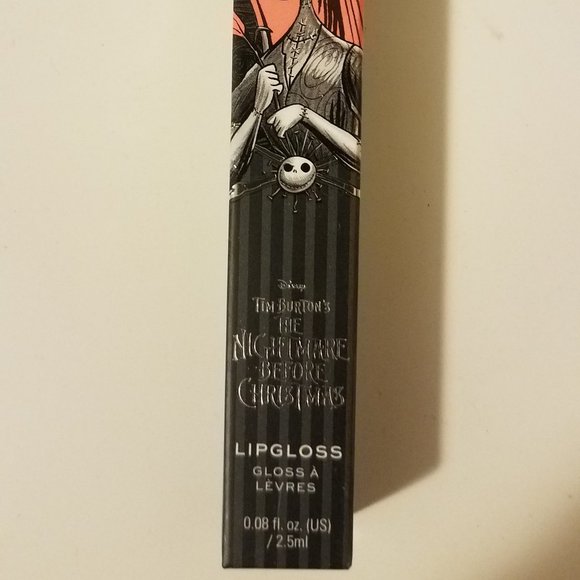 Disney
TIM BURTON'S
THE
NIGHTMARE
BEFORE
CHRISTMAS
LIPGLOSS
GLOSS À
LÈVRES
0.08 fl. oz. (US)
/ 2.5ml